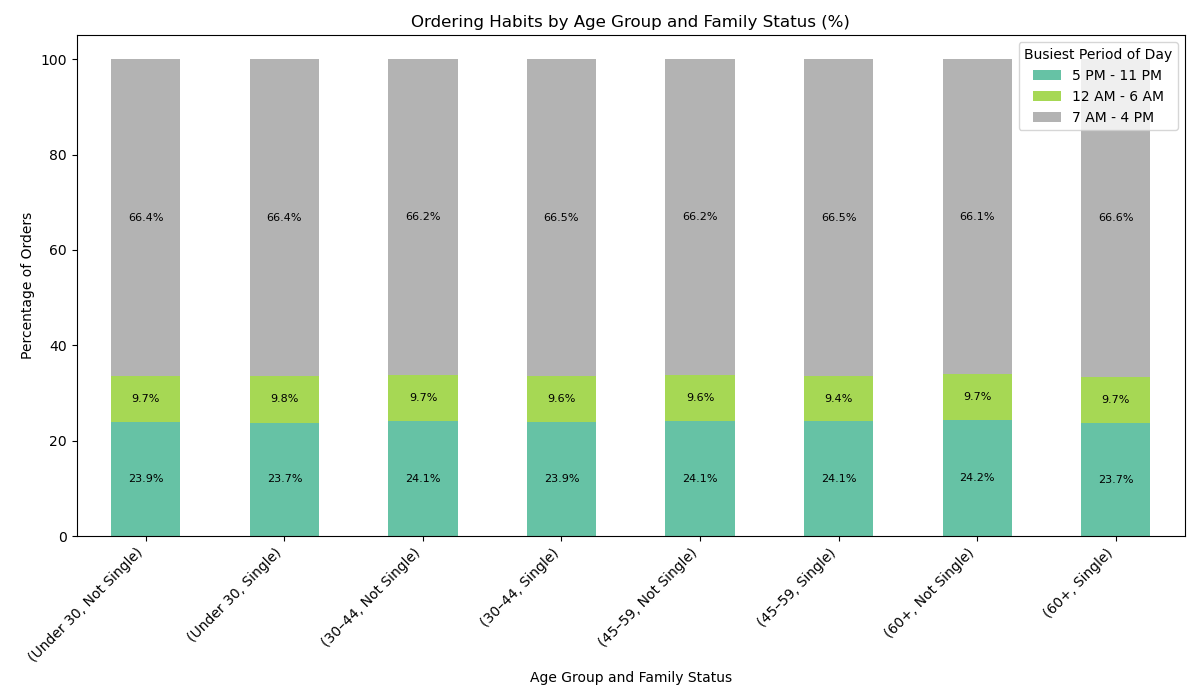 Ordering Habits by Age Group and Family Status (%)
Busiest Period of Day
5 PM - 11 PM
12 AM - 6 AM
7 AM - 4 PM
Percentage of Orders
100
80
60
40
20
0
66.4% 66.4% 66.2% 66.5% 66.2% 66.5% 66.1% 66.6%
9.7% 9.8% 9.7% 9.6% 9.6% 9.4% 9.7% 9.7%
23.9% 23.7% 24.1% 23.9% 24.1% 24.1% 24.2% 23.7%
(Under 30, Not Single)
(Under 30, Single)
(30–44, Not Single)
(30–44, Single)
(45–59, Not Single)
(45–59, Single)
(60+, Not Single)
(60+, Single)
Age Group and Family Status